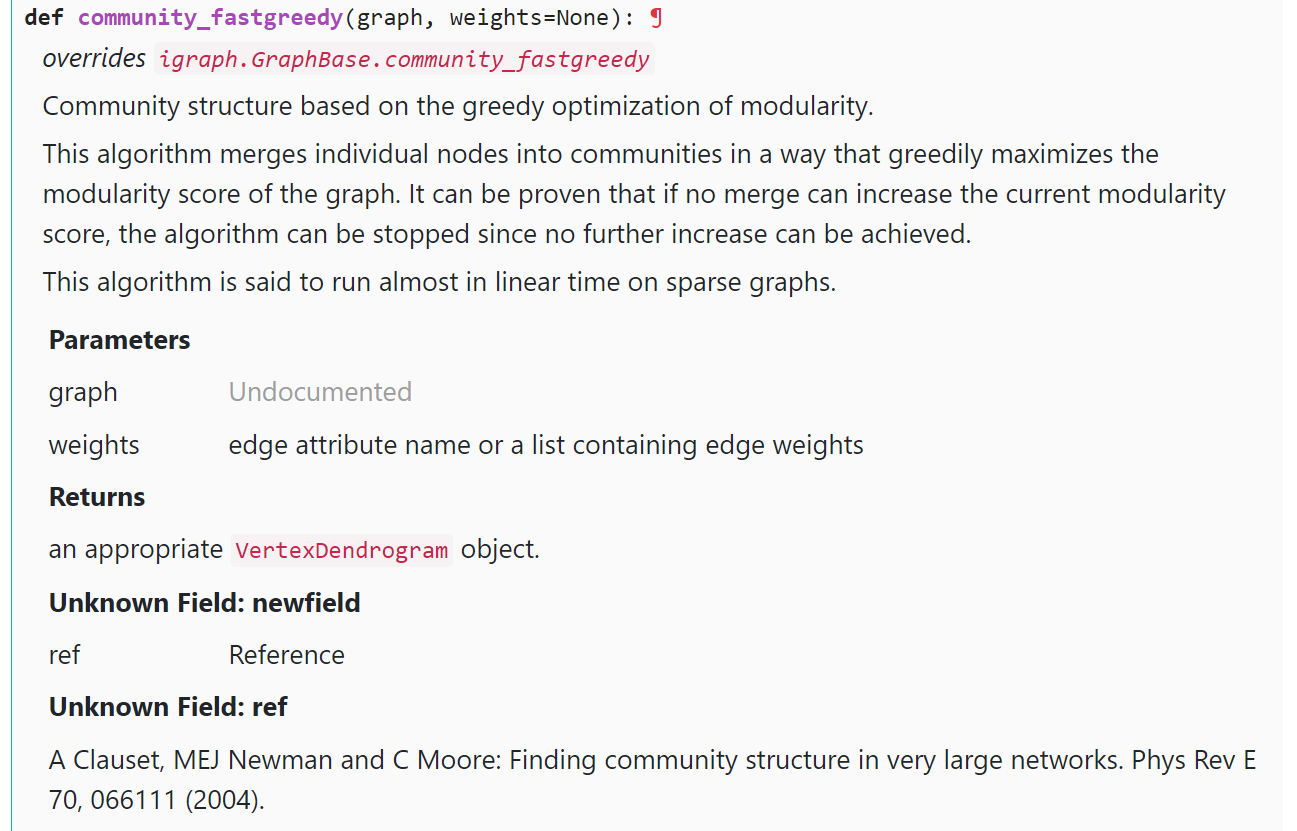 def community_fastgreedy(graph, weights=None): ¶
overrides igraph.GraphBase.community_fastgreedy
Community structure based on the greedy optimization of modularity.
This algorithm merges individual nodes into communities in a way that greedily maximizes the
modularity score of the graph. It can be proven that if no merge can increase the current modularity
score, the algorithm can be stopped since no further increase can be achieved.
This algorithm is said to run almost in linear time on sparse graphs.
Parameters
graph Undocumented
weights edge attribute name or a list containing edge weights
Returns
an appropriate VertexDendrogram object.
Unknown Field: newfield
ref Reference
Unknown Field: ref
A Clauset, MEJ Newman and C Moore: Finding community structure in very large networks. Phys Rev E
70, 066111 (2004).